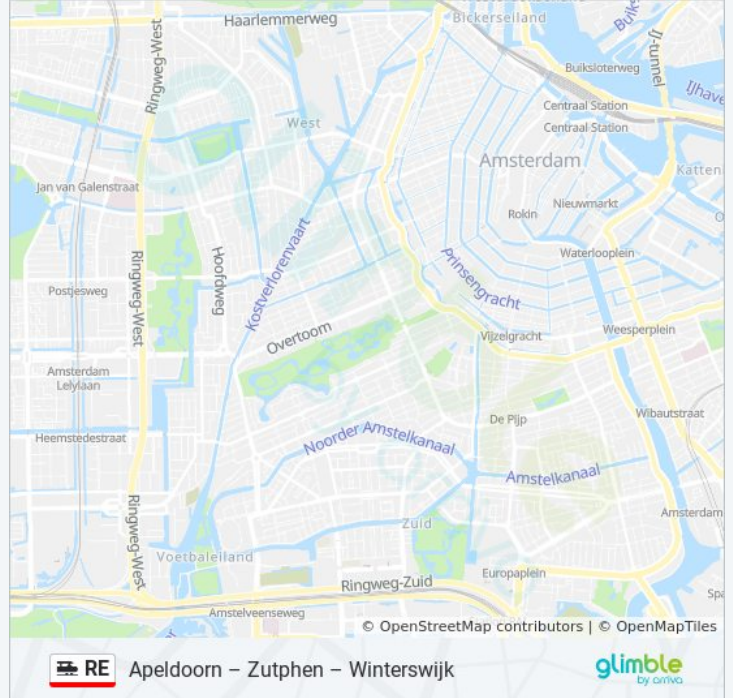 Haarlemmerweg
Bickerseiland
Ringweg-West
IJ-tunnel
Buiksloterweg
Centraal Station
Centraal Station
West
Amsterdam
Jan van Galenstraat
Nieuwmarkt
Rokin
Kostverlorenvaart
Hoofdweg
Waterlooplein
Prinsengracht
Ringweg-West
Postjesweg
Overtoom
Vijzelgracht
Weesperplein
Amsterdam
Lelylaan
De Pijp
Wibautstraat
Heemstedestraat
Noorder Amstelkanaal
Amstelkanaal
Ringweg-West
Amsterdam
Zuid
Voetbaleiland
Europaplein
Ringweg-Zuid
Amstelveenseweg
© OpenStreetMap contributors | © OpenMapTiles
RE Apeldoorn – Zutphen – Winterswijk
glimble
by arriva